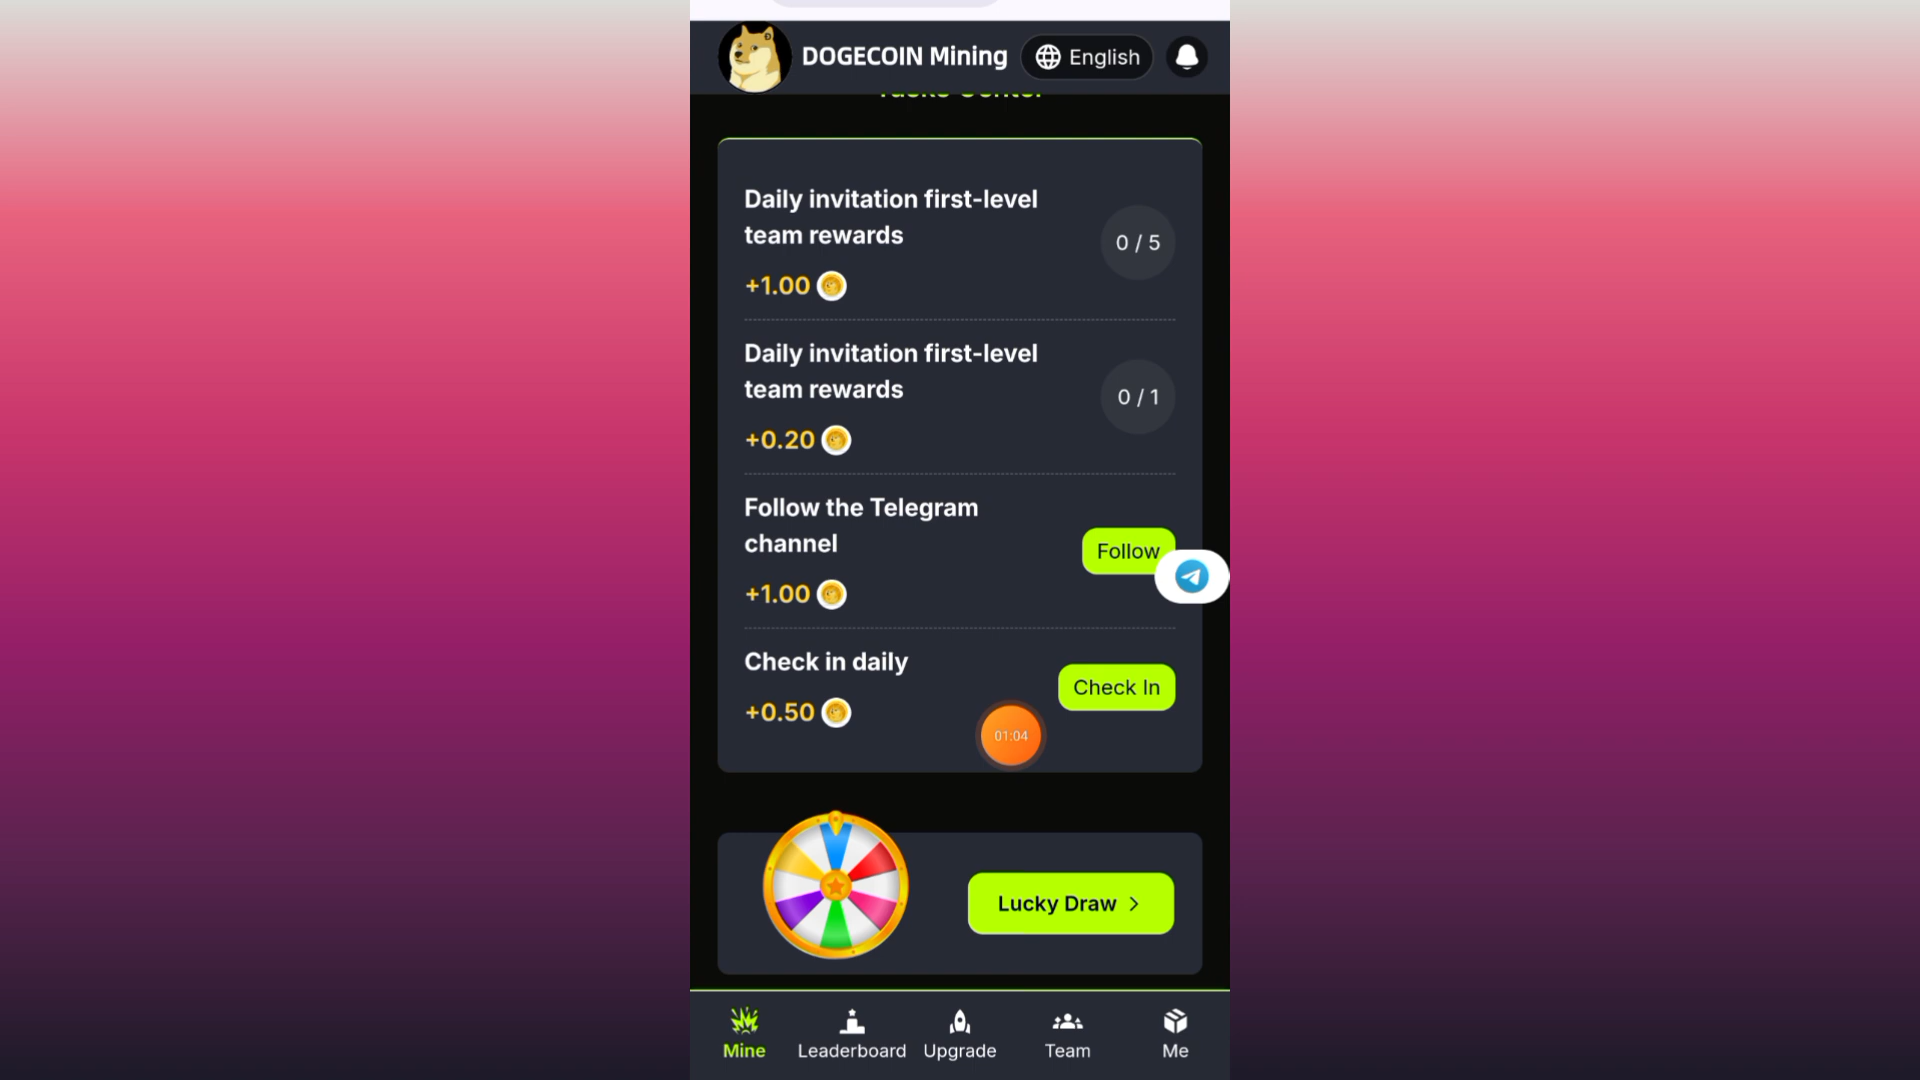 DOGECOIN Mining
English
Tasks Center
Daily invitation first-level
team rewards
0 / 5
+1.00
Daily invitation first-level
team rewards
0 / 1
+0.20
Follow the Telegram
channel
Follow
+1.00
Check in daily
Check In
+0.50
01:04
Lucky Draw
Mine
Leaderboard
Upgrade
Team
Me